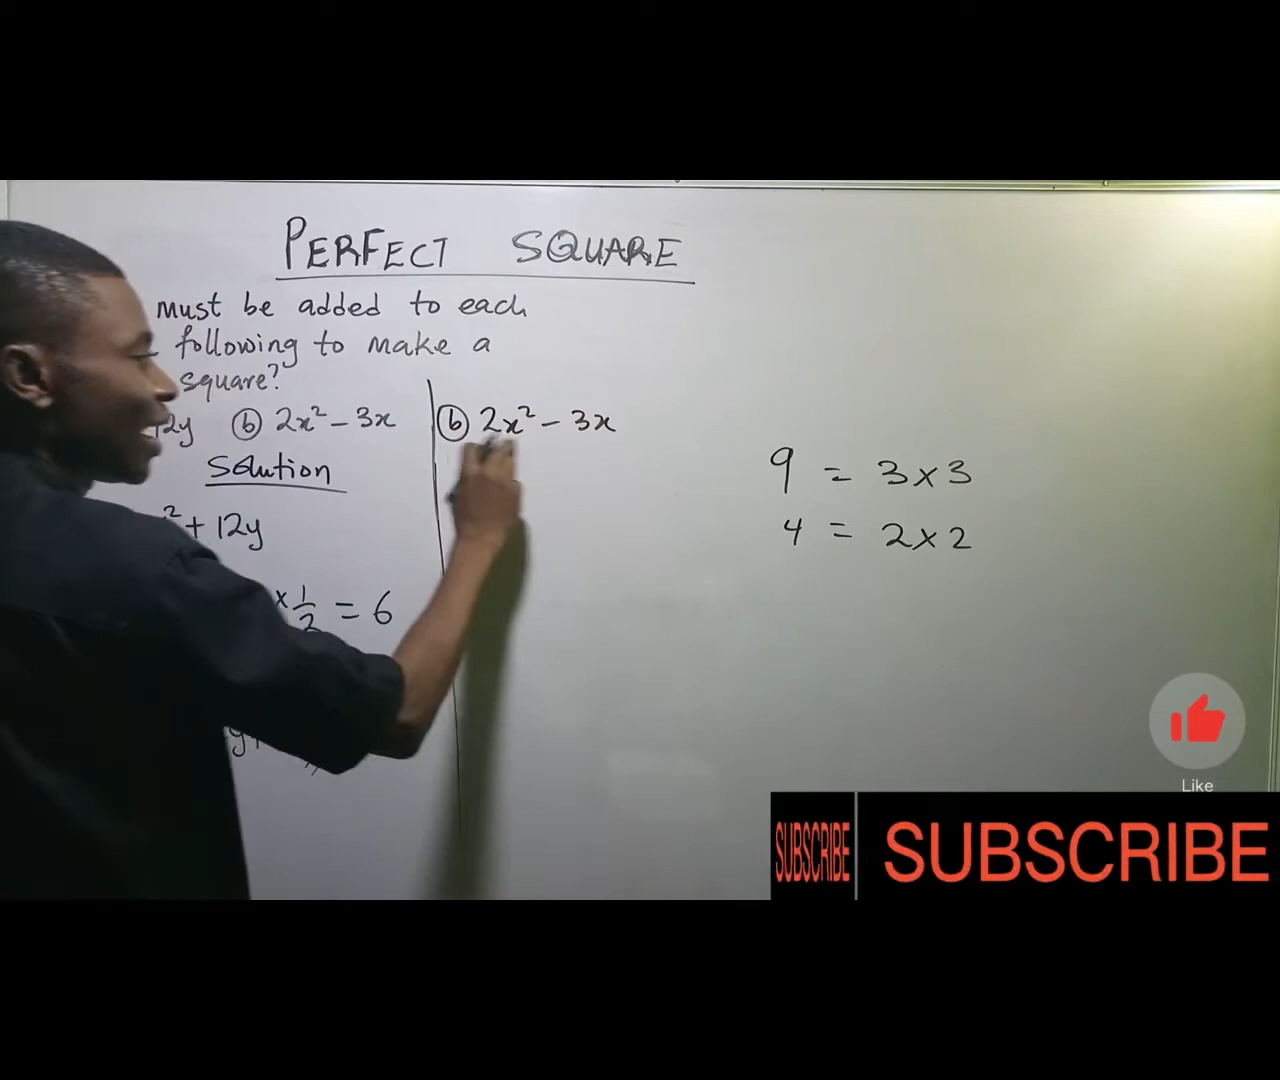 PERFECT SQUARE
must be added to each
following to make a
square?
12y (b) 2x² - 3x
Solution
² + 12y
× 1/2 = 6
(b) 2x² - 3x
9 = 3×3
4 = 2×2
Like
SUBSCRIBE SUBSCRIBE